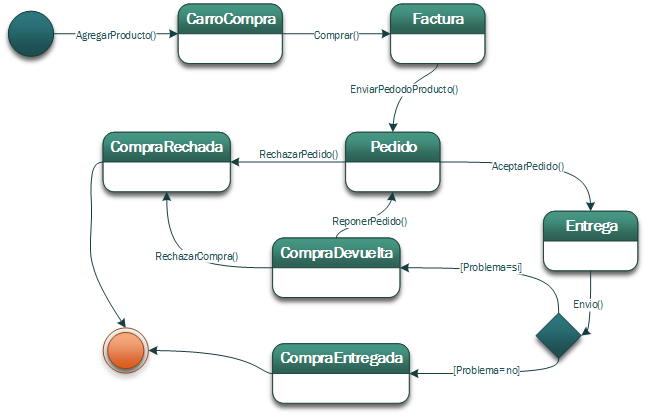 CarroCompra
Factura
AgregarProducto()
Comprar()
EnviarPedodoProducto()
CompraRechada
Pedido
RechazarPedido()
AceptarPedido()
ReponerPedido()
Entrega
RechazarCompra()
CompraDevuelta
[Problema=si]
Envio()
CompraEntregada
[Problema=no]